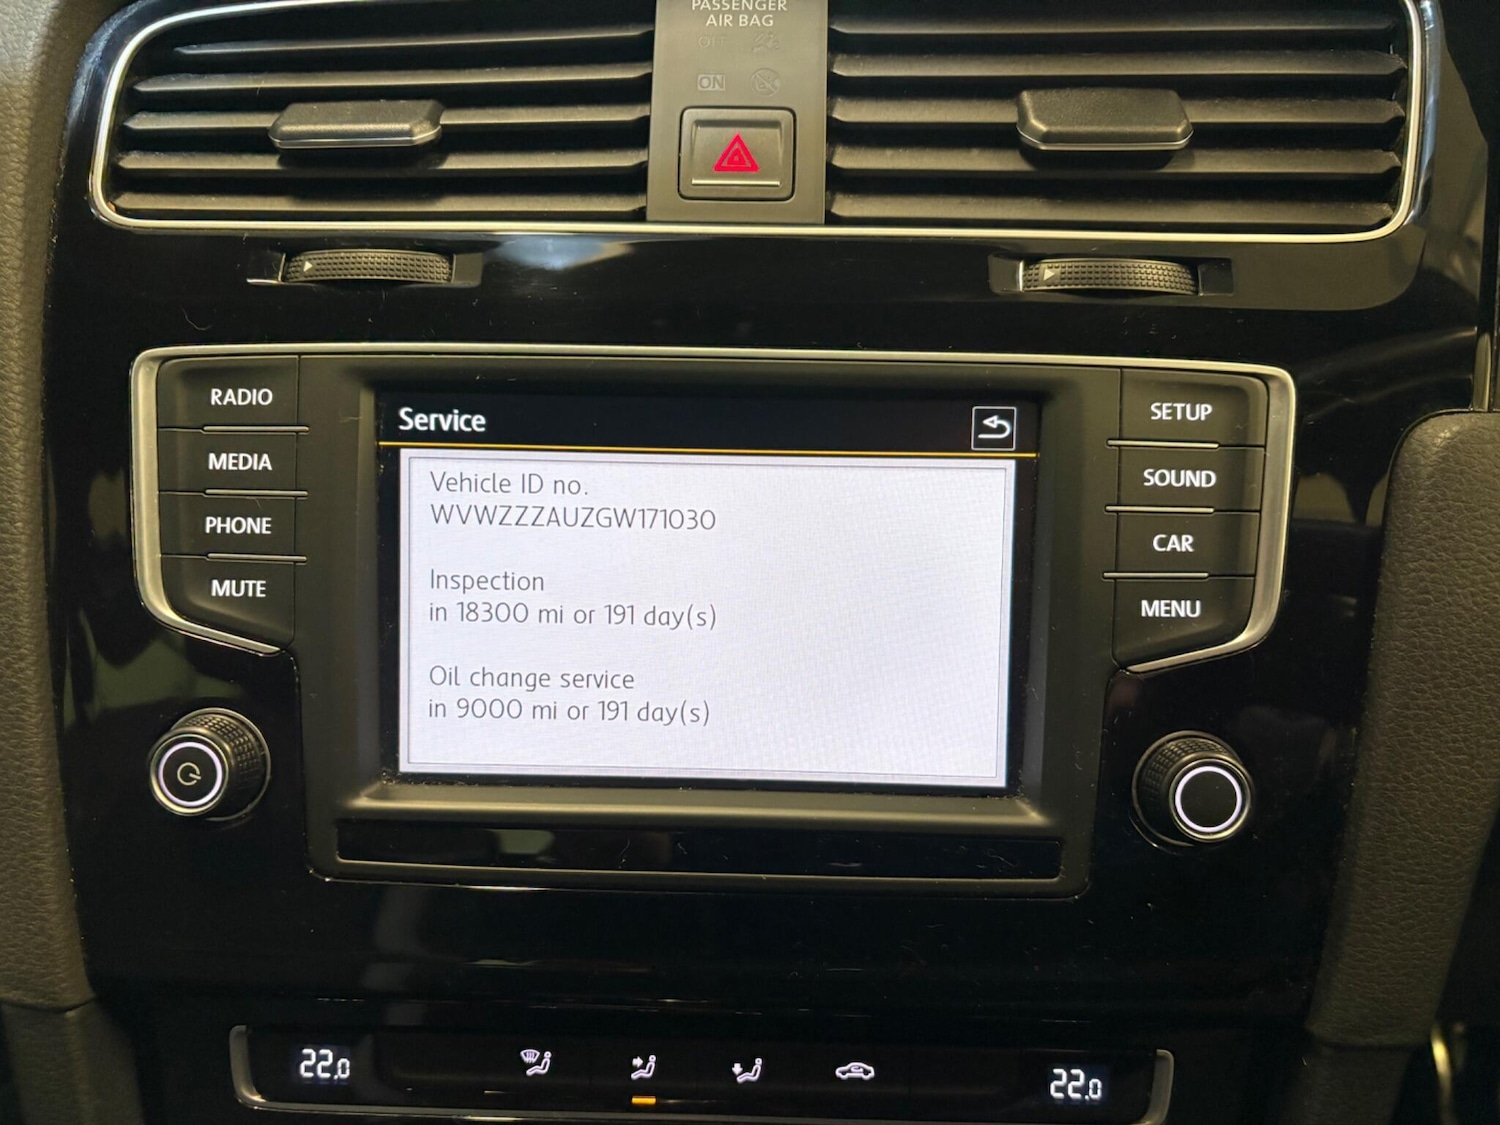 PASSENGER
AIR BAG
OFF
ON
RADIO
MEDIA
PHONE
MUTE
Service
Vehicle ID no.
WVWZZZAUZGW171030
Inspection
in 18300 mi or 191 day(s)
Oil change service
in 9000 mi or 191 day(s)
SETUP
SOUND
CAR
MENU
22.0
22.0